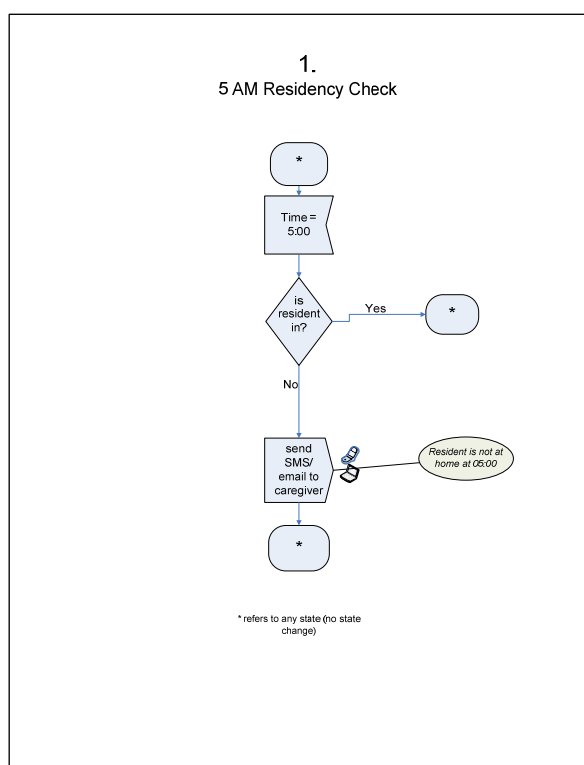 1.
5 AM Residency Check
*
Time =
5:00
is
resident
in?
Yes
*
No
send
SMS/
email to
caregiver
Resident is not at
home at 05:00
*
* refers to any state (no state
change)